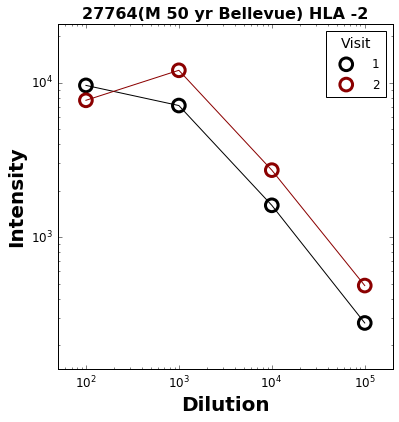 27764(M 50 yr Bellevue) HLA -2
Visit
1
2
10⁴
10³
Intensity
10² 10³ 10⁴ 10⁵
Dilution